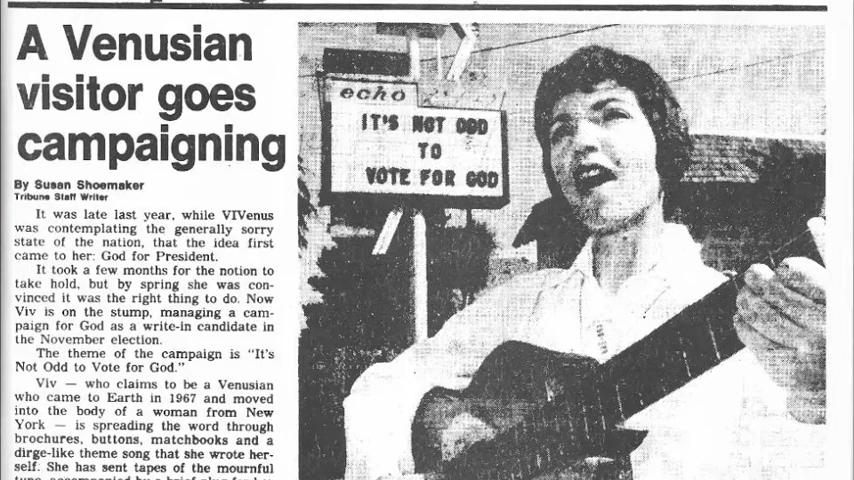 A Venusian
visitor goes
campaigning
By Susan Shoemaker
Tribune Staff Writer
It was late last year, while VIVenus
was contemplating the generally sorry
state of the nation, that the idea first
came to her: God for President.
It took a few months for the notion to
take hold, but by spring she was con-
vinced it was the right thing to do. Now
Viv is on the stump, managing a cam-
paign for God as a write-in candidate in
the November election.
The theme of the campaign is “It's
Not Odd to Vote for God.”
Viv — who claims to be a Venusian
who came to Earth in 1967 and moved
into the body of a woman from New
York — is spreading the word through
brochures, buttons, matchbooks and a
dirge-like theme song that she wrote her-
self. She has sent tapes of the mournful
tune, accompanied by a brief plug for
echo
IT'S NOT ODD
TO
VOTE FOR GOD